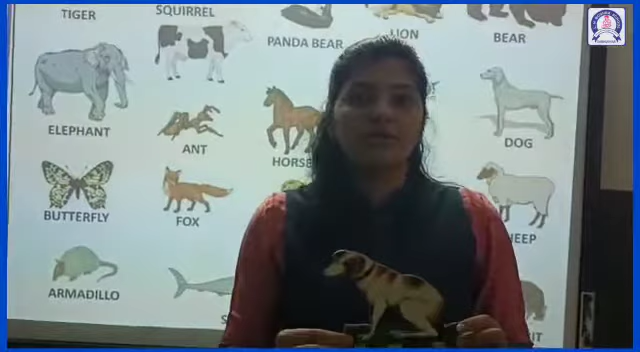 TIGER
SQUIRREL
PANDA BEAR
LION
BEAR
ELEPHANT
ANT
HORSE
DOG
BUTTERFLY
FOX
ARMADILLO